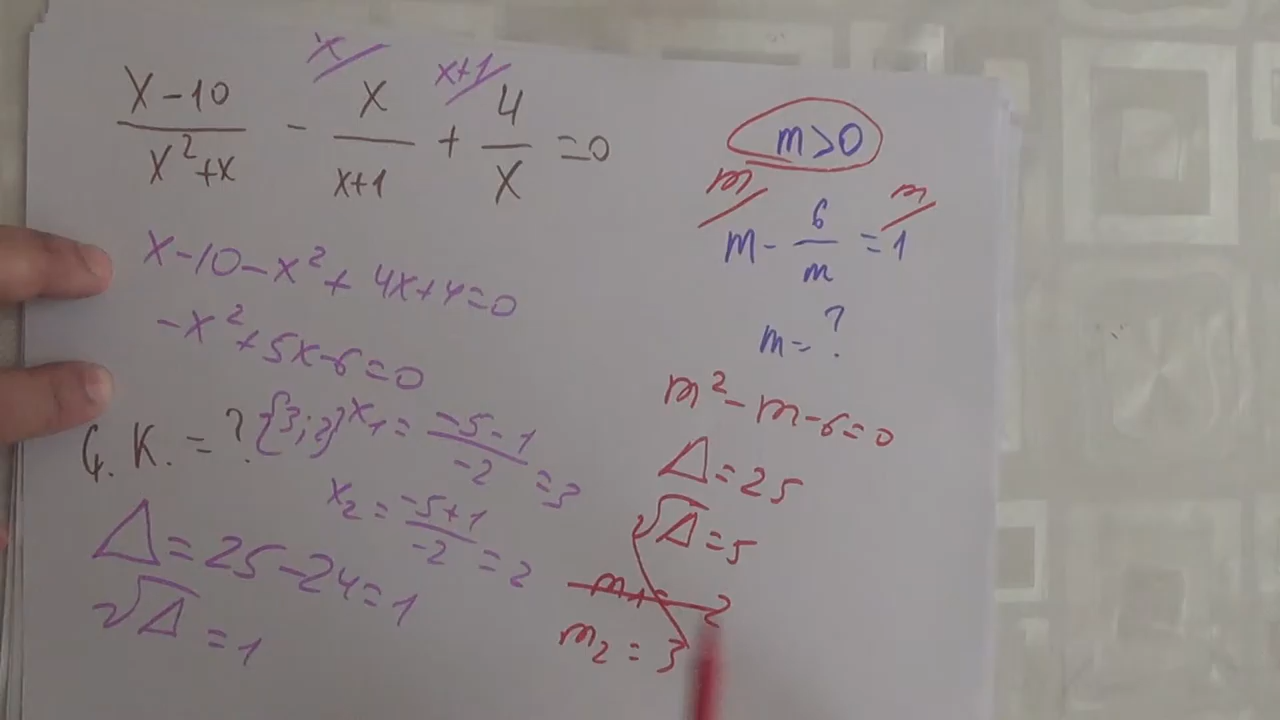 x x+1
x-10/x²+x - x/x+1 + 4/x =0
x-10-x²+4x+4=0
-x²+5x-6=0
Ç.K.=? {3;2} x₁= -5-1/-2 =3
x₂= -5+1/-2 =2
Δ=25-24=1
√Δ=1
m>0
m m
m- 6/m =1
m=?
m²-m-6=0
Δ=25
√Δ=5
m₁=-2
m₂=3